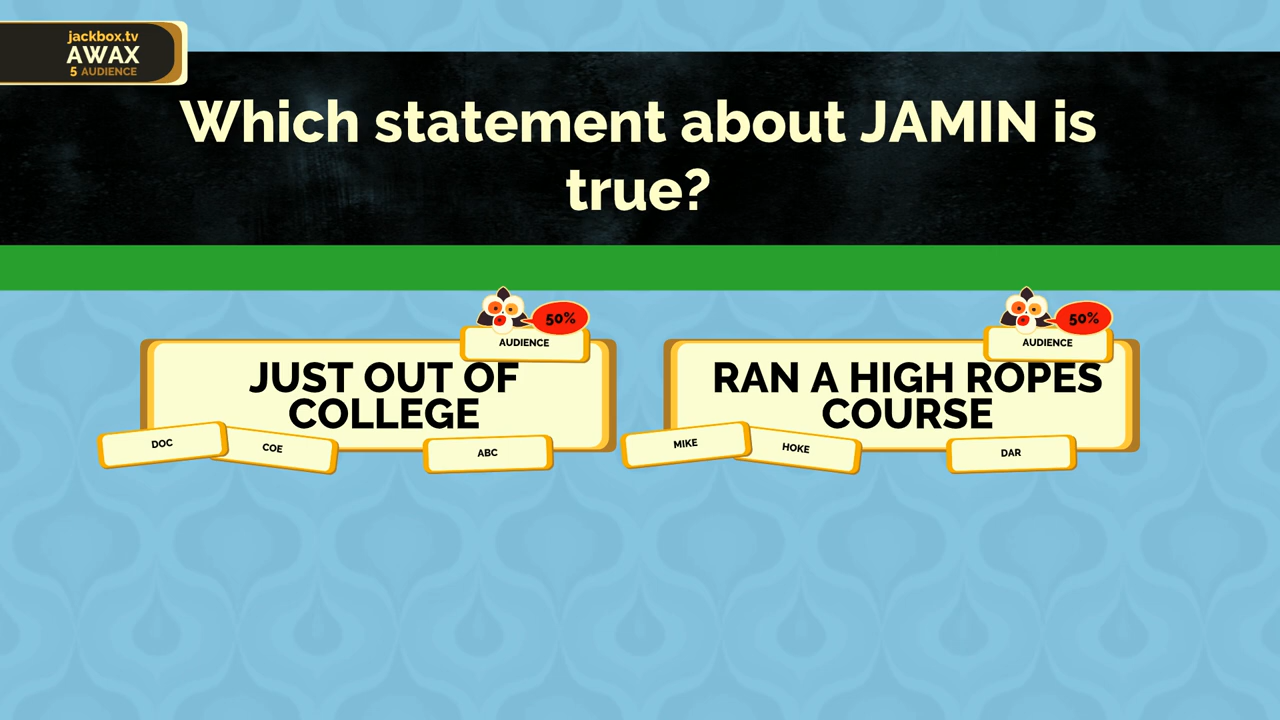 jackbox.tv
AWAX
5 AUDIENCE
Which statement about JAMIN is
true?
50%
AUDIENCE
JUST OUT OF
COLLEGE
DOC
COE
ABC
50%
AUDIENCE
RAN A HIGH ROPES
COURSE
MIKE
HOKE
DAR